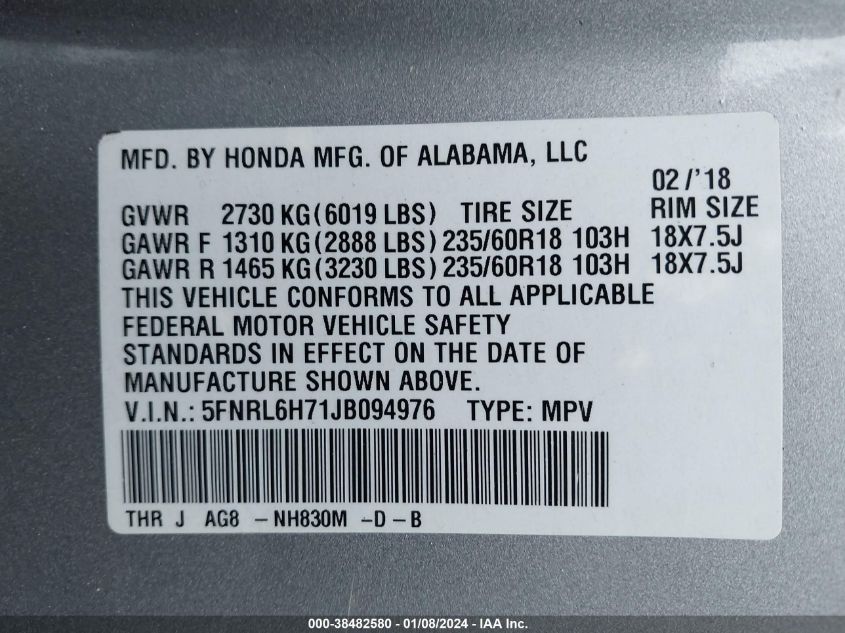 MFD. BY HONDA MFG. OF ALABAMA, LLC
02 /'18
GVWR 2730 KG (6019 LBS) TIRE SIZE RIM SIZE
GAWR F 1310 KG (2888 LBS) 235/60R18 103H 18X7.5J
GAWR R 1465 KG (3230 LBS) 235/60R18 103H 18X7.5J
THIS VEHICLE CONFORMS TO ALL APPLICABLE
FEDERAL MOTOR VEHICLE SAFETY
STANDARDS IN EFFECT ON THE DATE OF
MANUFACTURE SHOWN ABOVE.
V.I.N.: 5FNRL6H71JB094976 TYPE: MPV
THR J AG8 - NH830M - D - B
000-38482580 - 01/08/2024 - IAA Inc.